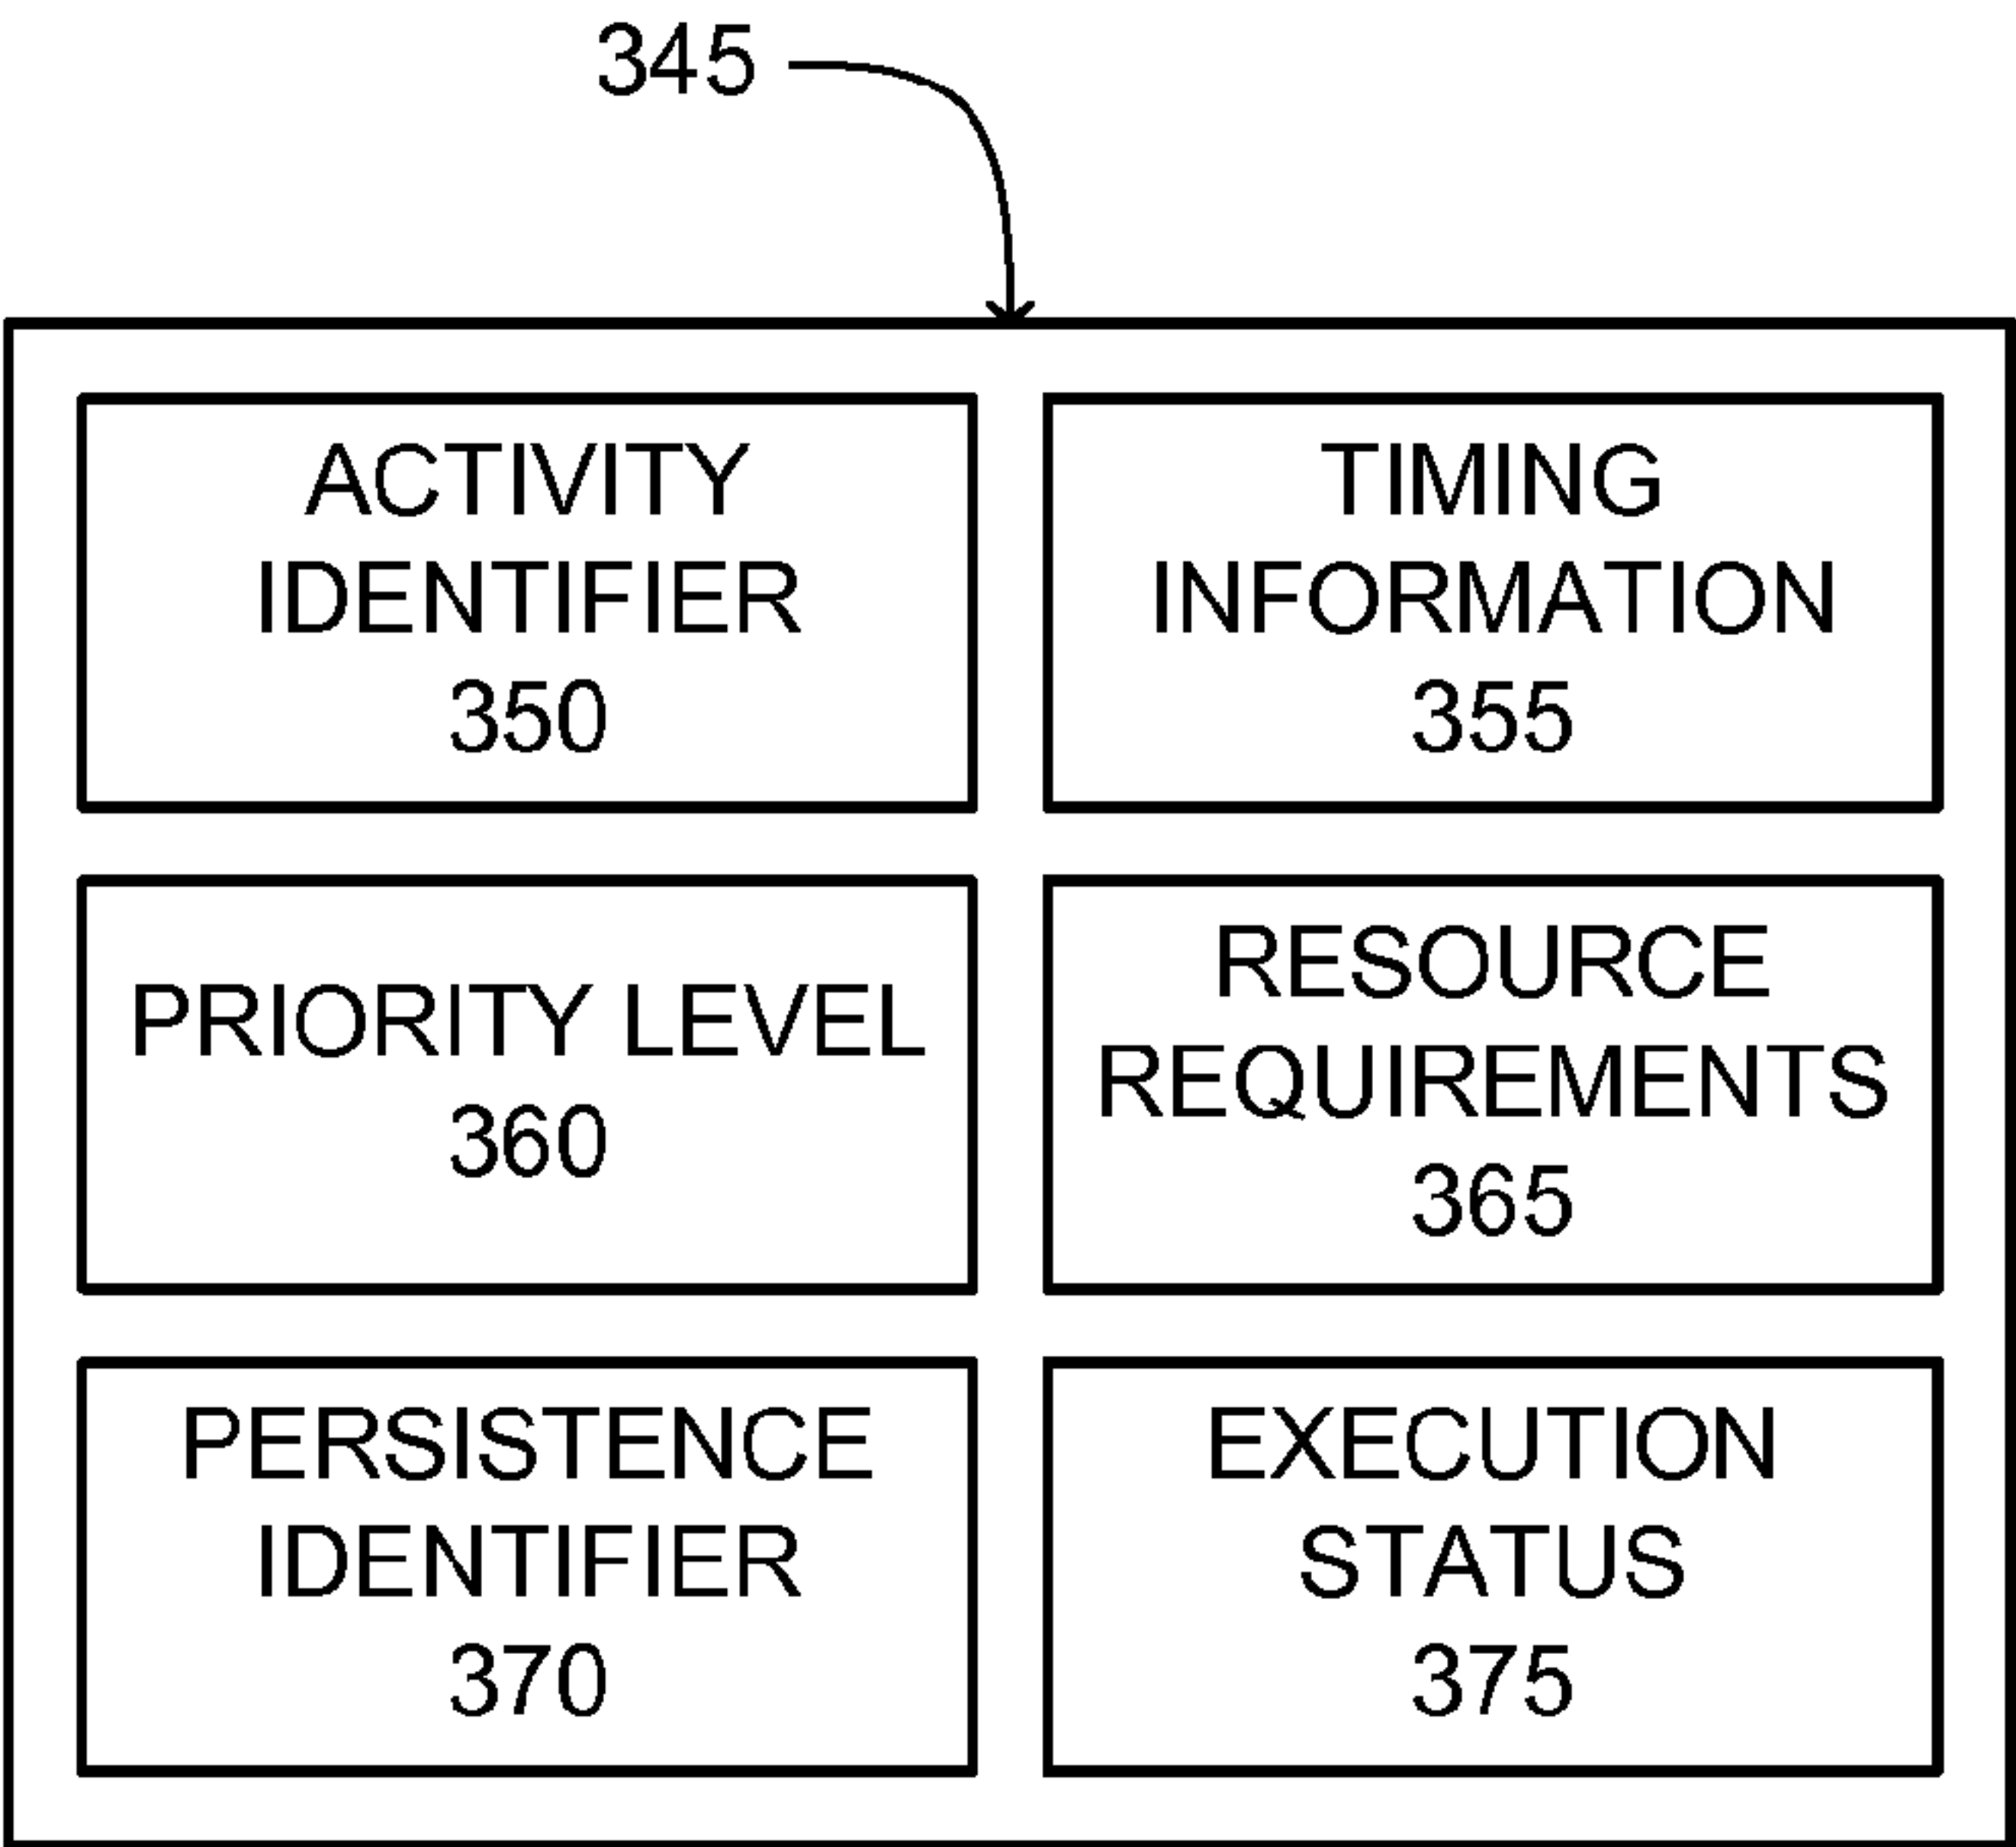 345
ACTIVITY
IDENTIFIER
350
TIMING
INFORMATION
355
PRIORITY LEVEL
360
RESOURCE
REQUIREMENTS
365
PERSISTENCE
IDENTIFIER
370
EXECUTION
STATUS
375